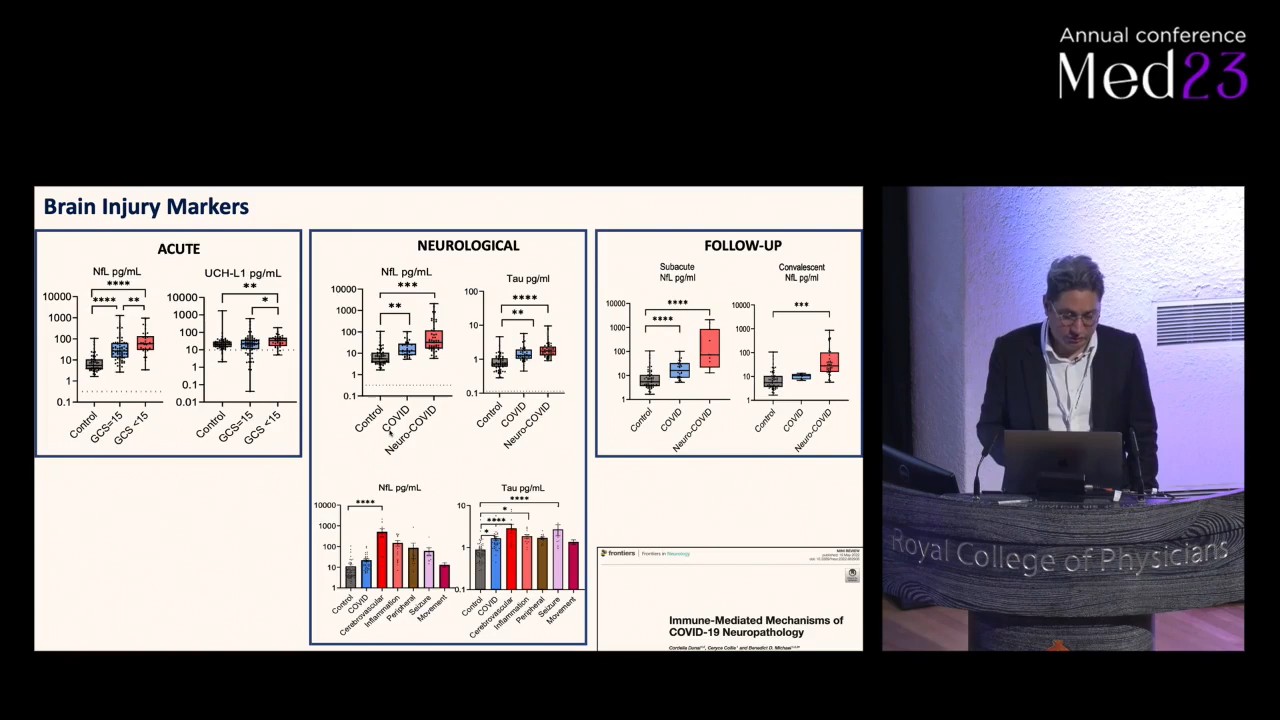 Annual conference
Med23
Brain Injury Markers
ACUTE
NfL pg/mL
****
**** **
10000
1000
100
10
1
0.1
Control
GCS=15
GCS <15
UCH-L1 pg/mL
**
*
10000
1000
100
10
1
0.1
0.01
Control
GCS=15
GCS <15
NEUROLOGICAL
NfL pg/mL
***
**
10000
1000
100
10
1
0.1
Control
COVID
Neuro-COVID
Tau pg/ml
****
**
100
10
1
0.1
Control
COVID
Neuro-COVID
NfL pg/mL
****
10000
1000
100
10
1
Control
COVID
Cerebrovascular
Inflammation
Peripheral
Seizure
Movement
Tau pg/mL
****
*
****
*
10
1
0.1
Control
COVID
Cerebrovascular
Inflammation
Peripheral
Seizure
Movement
FOLLOW-UP
Subacute
NfL pg/ml
****
****
10000
1000
100
10
1
Control
COVID
Neuro-COVID
Convalescent
NfL pg/ml
***
10000
1000
100
10
1
Control
COVID
Neuro-COVID
frontiers | Frontiers in Neurology
MINI REVIEW
Immune-Mediated Mechanisms of
COVID-19 Neuropathology
and Benedict D. Michael
Royal College of Physicians